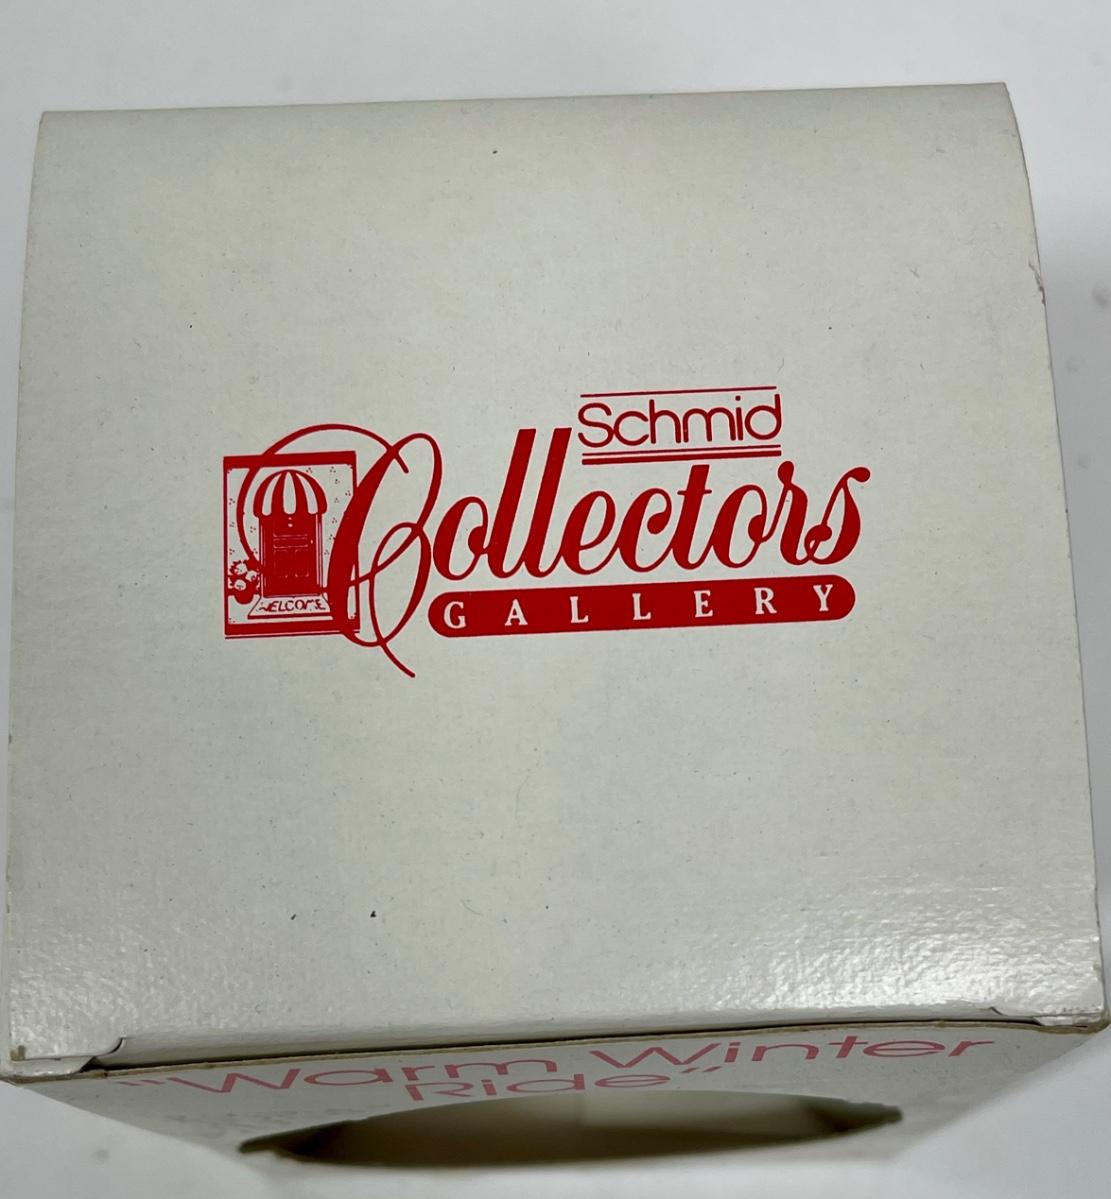 Schmid
Collectors
GALLERY
WELCOME
"Warm Winter
Ride"